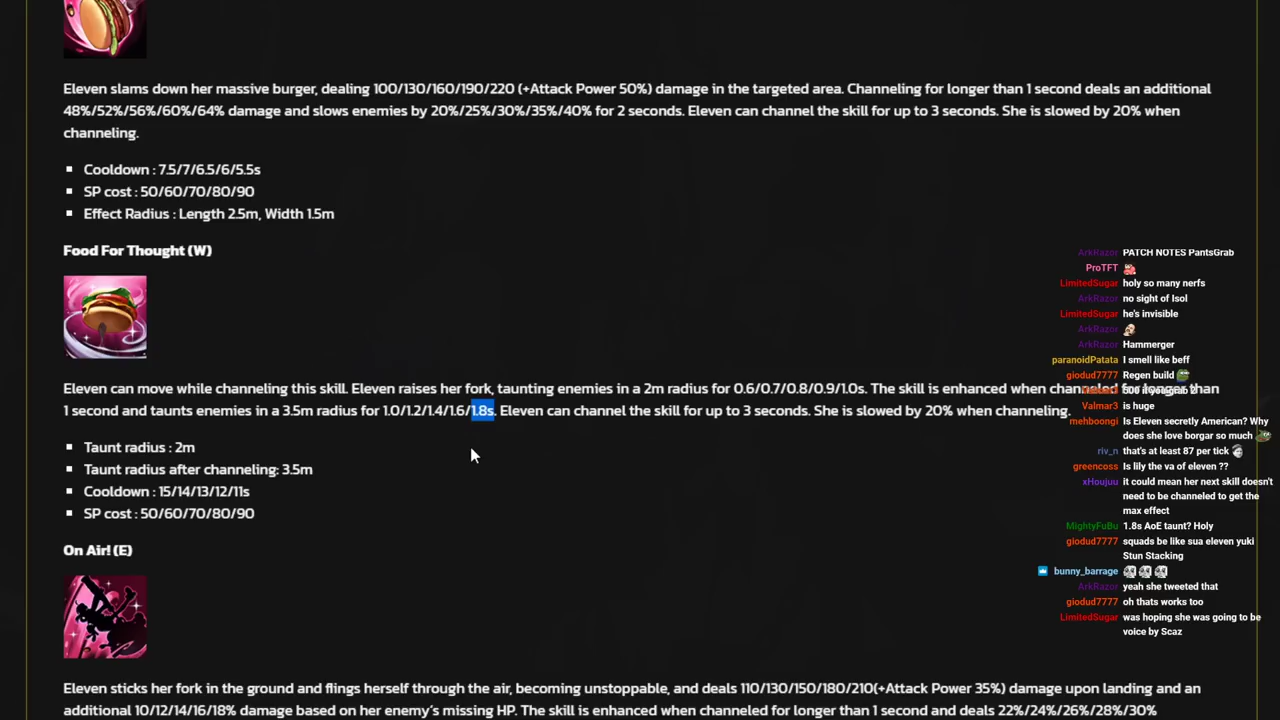 Eleven slams down her massive burger, dealing 100/130/160/190/220 (+Attack Power 50%) damage in the targeted area. Channeling for longer than 1 second deals an additional
48%/52%/56%/60%/64% damage and slows enemies by 20%/25%/30%/35%/40% for 2 seconds. Eleven can channel the skill for up to 3 seconds. She is slowed by 20% when
channeling.
Cooldown : 7.5/7/6.5/6/5.5s
SP cost : 50/60/70/80/90
Effect Radius : Length 2.5m, Width 1.5m
Food For Thought (W)
Eleven can move while channeling this skill. Eleven raises her fork, taunting enemies in a 2m radius for 0.6/0.7/0.8/0.9/1.0s. The skill is enhanced when channeled for longer than
1 second and taunts enemies in a 3.5m radius for 1.0/1.2/1.4/1.6/1.8s. Eleven can channel the skill for up to 3 seconds. She is slowed by 20% when channeling.
Taunt radius : 2m
Taunt radius after channeling: 3.5m
Cooldown : 15/14/13/12/11s
SP cost : 50/60/70/80/90
On Air! (E)
Eleven sticks her fork in the ground and flings herself through the air, becoming unstoppable, and deals 110/130/150/180/210(+Attack Power 35%) damage upon landing and an
additional 10/12/14/16/18% damage based on her enemy's missing HP. The skill is enhanced when channeled for longer than 1 second and deals 22%/24%/26%/28%/30%
ArkRazor PATCH NOTES PantsGrab
ProTFT
LimitedSugar holy so many nerfs
ArkRazor no sight of Isol
LimitedSugar he's invisible
ArkRazor
ArkRazor Hammerger
paranoidPatata I smell like beff
giodud7777 Regen build
Valmar3 is huge
mehboongi Is Eleven secretly American? Why
does she love borgar so much
riv_n that's at least 87 per tick
greencoss Is lily the va of eleven ??
xHoujuu it could mean her next skill doesn't
need to be channeled to get the
max effect
MightyFuBu 1.8s AoE taunt? Holy
giodud7777 squads be like sua eleven yuki
Stun Stacking
bunny_barrage
ArkRazor yeah she tweeted that
giodud7777 oh thats works too
LimitedSugar was hoping she was going to be
voice by Scaz